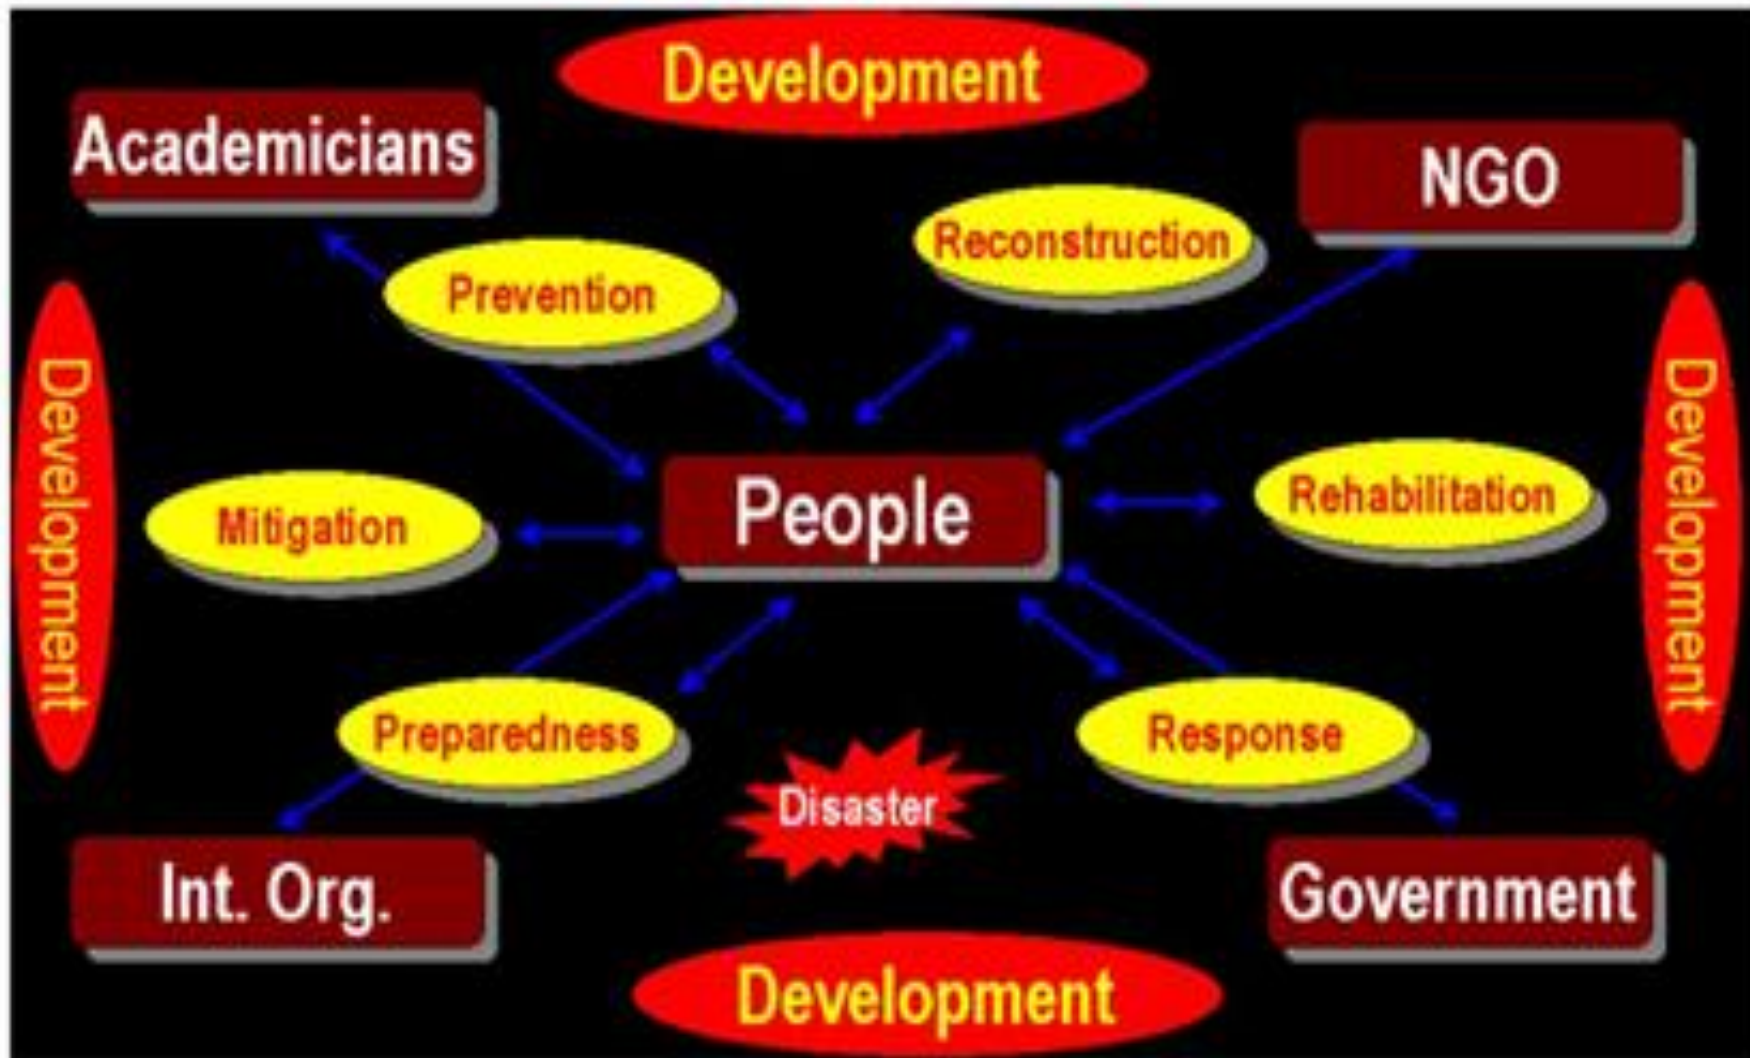 Development
Academicians
NGO
Reconstruction
Prevention
Development
Development
People
Rehabilitation
Mitigation
Preparedness
Response
Disaster
Int. Org.
Government
Development